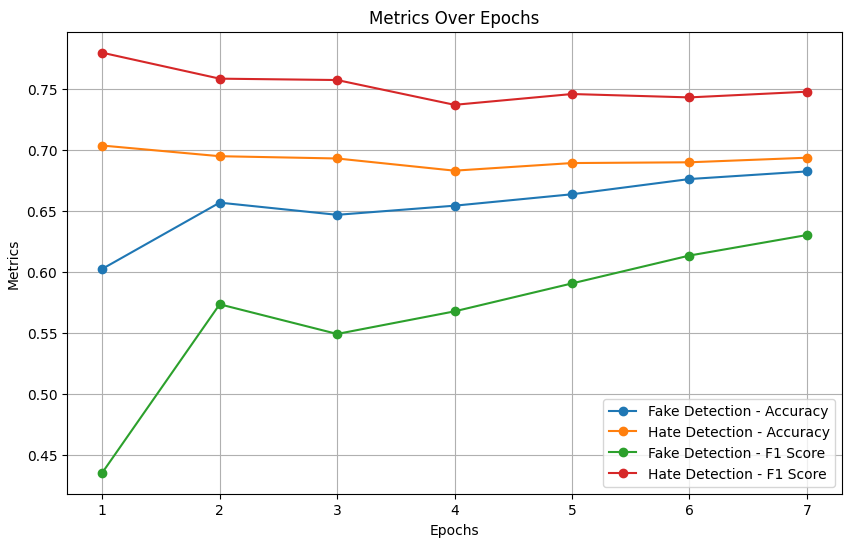 Metrics Over Epochs
Metrics
0.75
0.70
0.65
0.60
0.55
0.50
0.45
Fake Detection - Accuracy
Hate Detection - Accuracy
Fake Detection - F1 Score
Hate Detection - F1 Score
1 2 3 4 5 6 7
Epochs